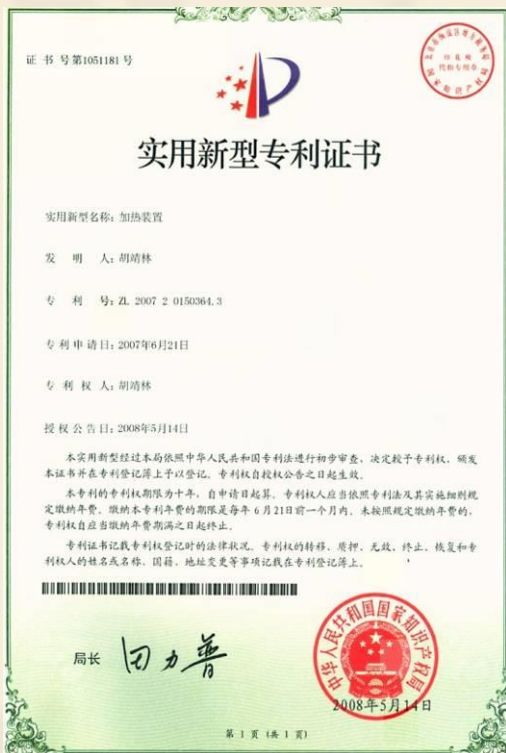 证 书 号第1051181号
实用新型专利证书
实用新型名称：加热装置
发 明 人：胡靖林
专 利 号：ZL 2007 2 0150364.3
专利申请日：2007年6月21日
专 利 权 人：胡靖林
授权公告日：2008年5月14日
本实用新型经过本局依照中华人民共和国专利法进行初步审查，决定授予专利权，颁发
本证书并在专利登记簿上予以登记。专利权自授权公告之日起生效。
本专利的专利权期限为十年，自申请日起算。专利权人应当依照专利法及其实施细则规
定缴纳年费。缴纳本专利年费的期限是每年 6 月21日前一个月内。未按照规定缴纳年费的，
专利权自应当缴纳年费期满之日起终止。
专利证书记载专利权登记时的法律状况。专利权的转移、质押、无效、终止、恢复和专
利权人的姓名或名称、国籍、地址变更等事项记载在专利登记簿上。
局长 田力普
中华人民共和国国家知识产权局
2008年5月14日
第 1 页（共 1 页）